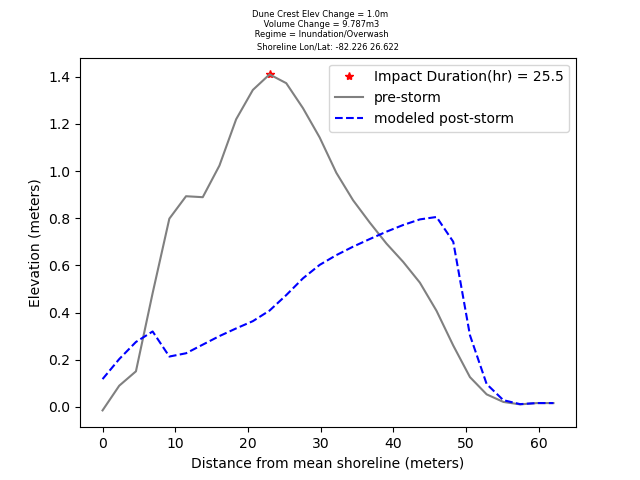 Dune Crest Elev Change = 1.0m
Volume Change = 9.787m3
Regime = Inundation/Overwash
Shoreline Lon/Lat: -82.226 26.622
Impact Duration(hr) = 25.5
pre-storm
modeled post-storm
Elevation (meters)
1.4
1.2
1.0
0.8
0.6
0.4
0.2
0.0
0 10 20 30 40 50 60
Distance from mean shoreline (meters)